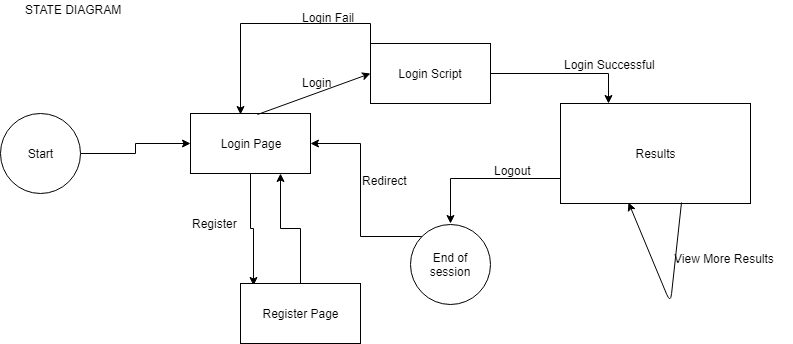 STATE DIAGRAM
Login Fail
Login Script
Login Successful
Login
Start
Login Page
Results
Redirect
Logout
Register
End of
session
View More Results
Register Page